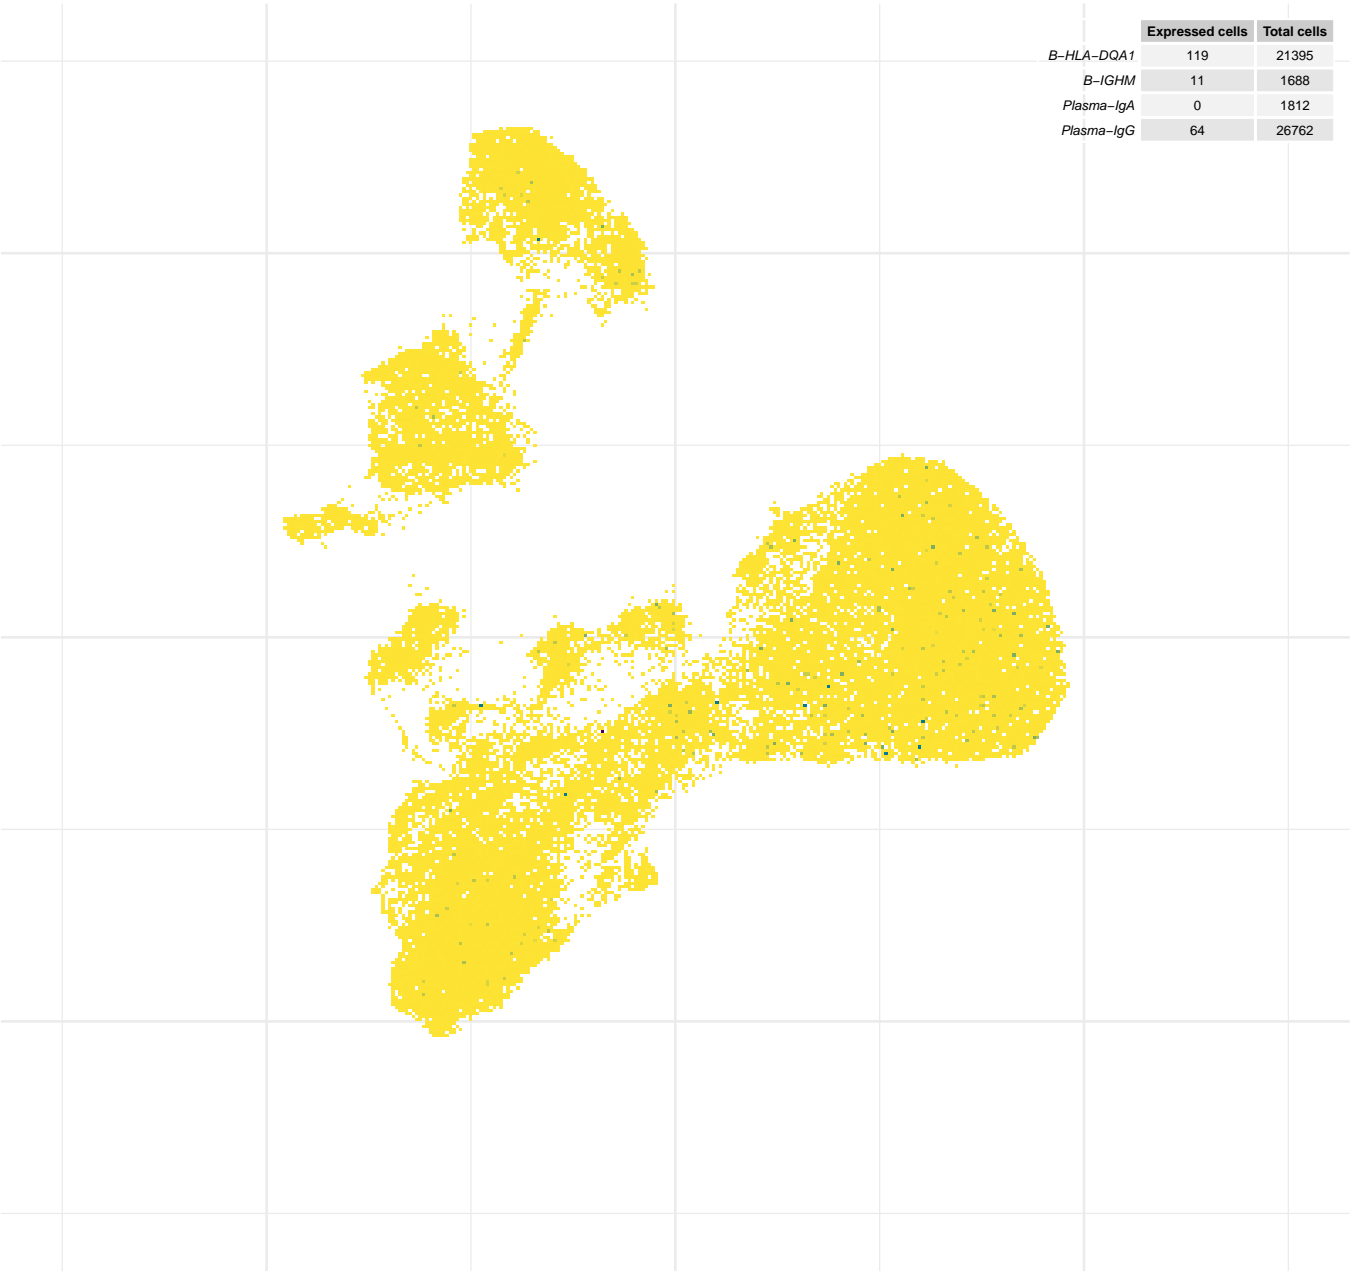 Expressed cells Total cells
B−HLA−DQA1 119 21395
B−IGHM 11 1688
Plasma−IgA 0 1812
Plasma−IgG 64 26762